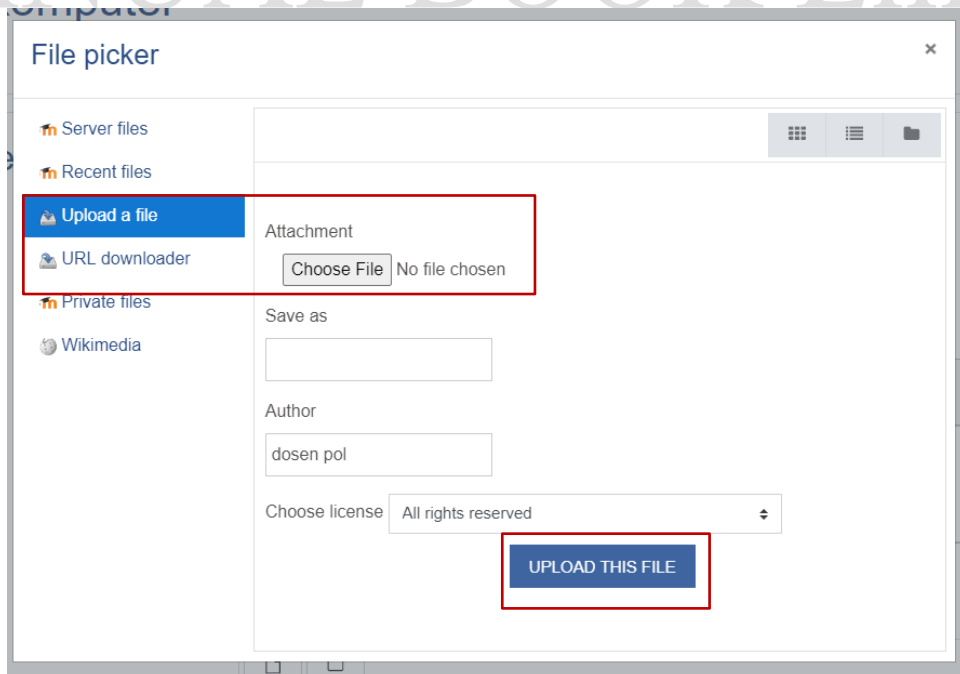 komputer
File picker
×
Server files
Recent files
Upload a file
URL downloader
Private files
Wikimedia
Attachment
Choose File No file chosen
Save as
Author
dosen pol
Choose license All rights reserved
UPLOAD THIS FILE